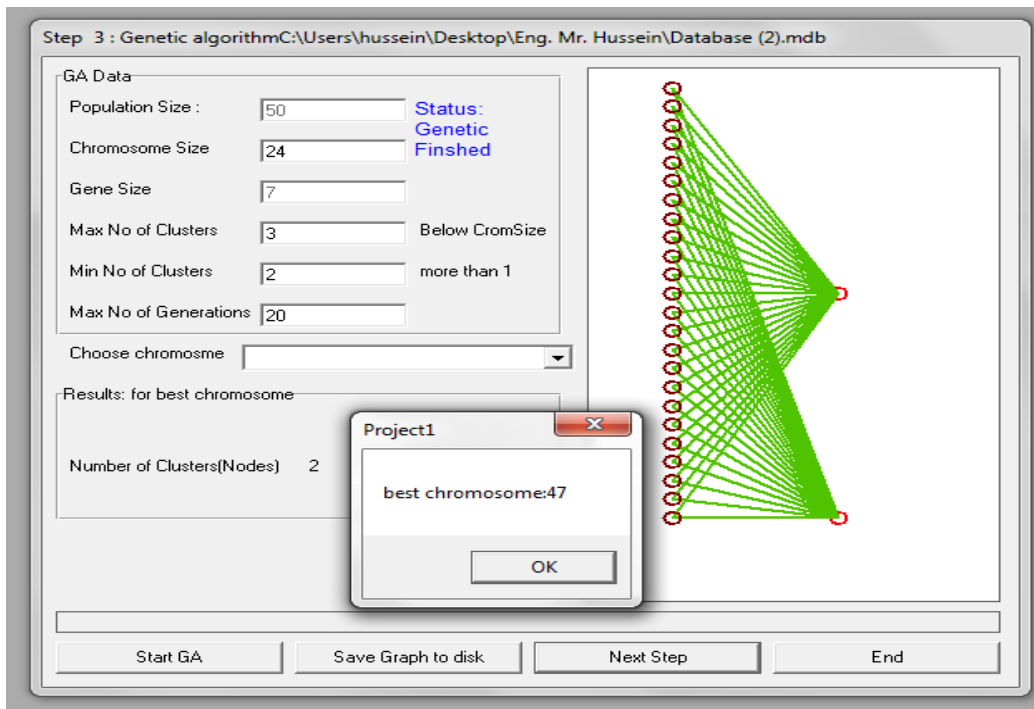 Step 3 : Genetic algorithmC:\Users\hussein\Desktop\Eng. Mr. Hussein\Database (2).mdb
GA Data
Population Size : 50
Status:
Genetic
Finshed
Chromosome Size 24
Gene Size 7
Max No of Clusters 3 Below CromSize
Min No of Clusters 2 more than 1
Max No of Generations 20
Choose chromosme
Results: for best chromosome
Number of Clusters(Nodes) 2
Project1
best chromosome:47
OK
Start GA Save Graph to disk Next Step End